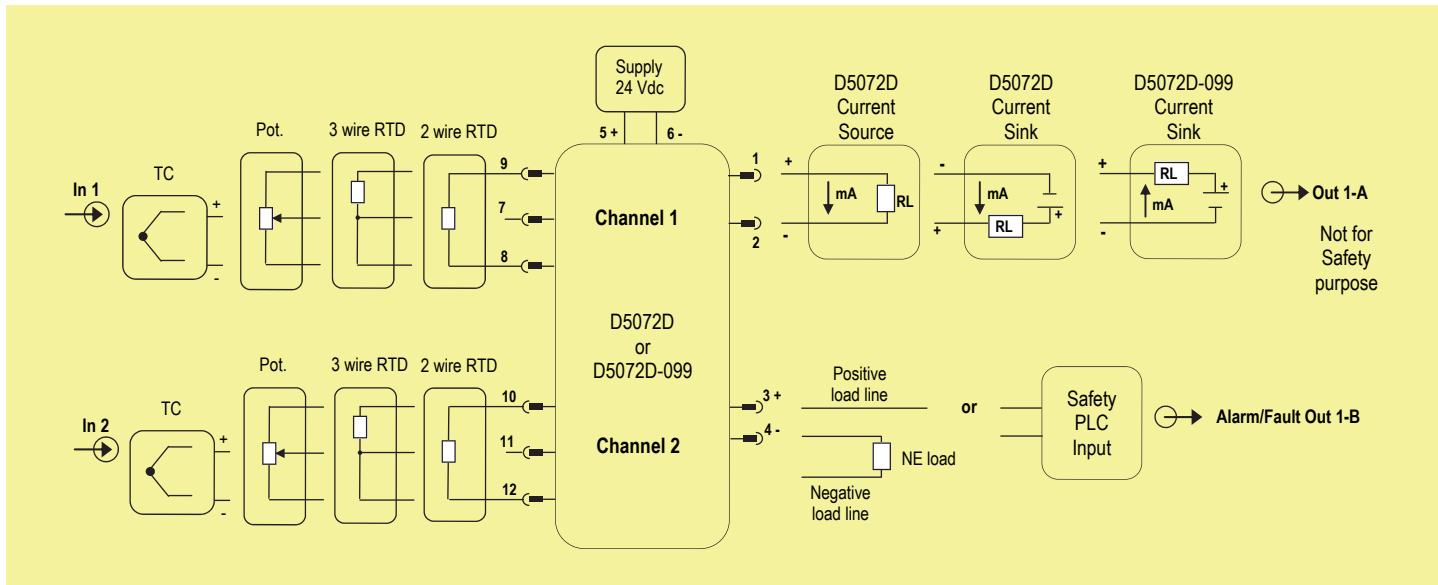 Supply
24 Vdc
5 +
6 -
D5072D
Current
Source
D5072D
Current
Sink
D5072D-099
Current
Sink
Pot.
3 wire RTD
2 wire RTD
TC
In 1
+
-
9
7
8
Channel 1
1
2
+
-
mA
RL
-
+
mA
RL
+
+
-
RL
mA
+
Out 1-A
Not for
Safety
purpose
D5072D
or
D5072D-099
Pot.
3 wire RTD
2 wire RTD
TC
In 2
+
-
10
11
12
Channel 2
3 +
4 -
Positive
load line
NE load
Negative
load line
or
Safety
PLC
Input
Alarm/Fault Out 1-B